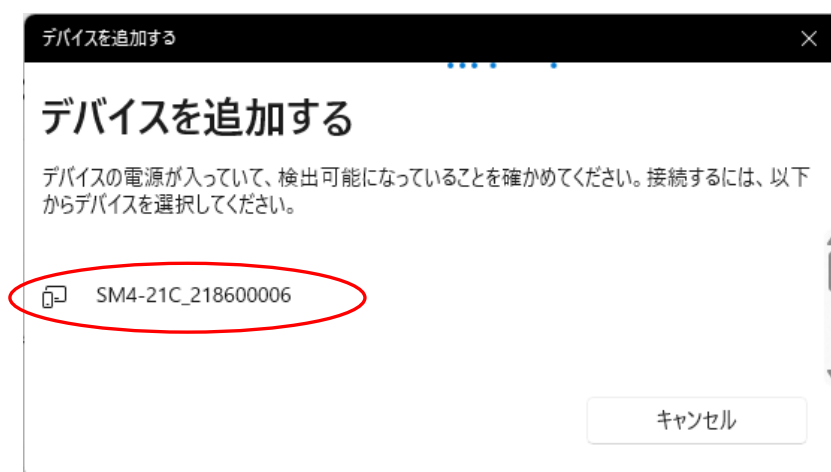 デバイスを追加する
デバイスを追加する
デバイスの電源が入っていて、検出可能になっていることを確かめてください。接続するには、以下
からデバイスを選択してください。
SM4-21C_218600006
キャンセル